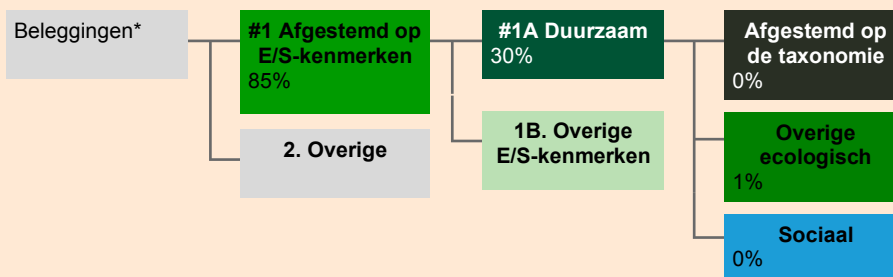 Beleggingen*
#1 Afgestemd op
E/S-kenmerken
85%
2. Overige
#1A Duurzaam
30%
1B. Overige
E/S-kenmerken
Afgestemd op
de taxonomie
0%
Overige
ecologisch
1%
Sociaal
0%